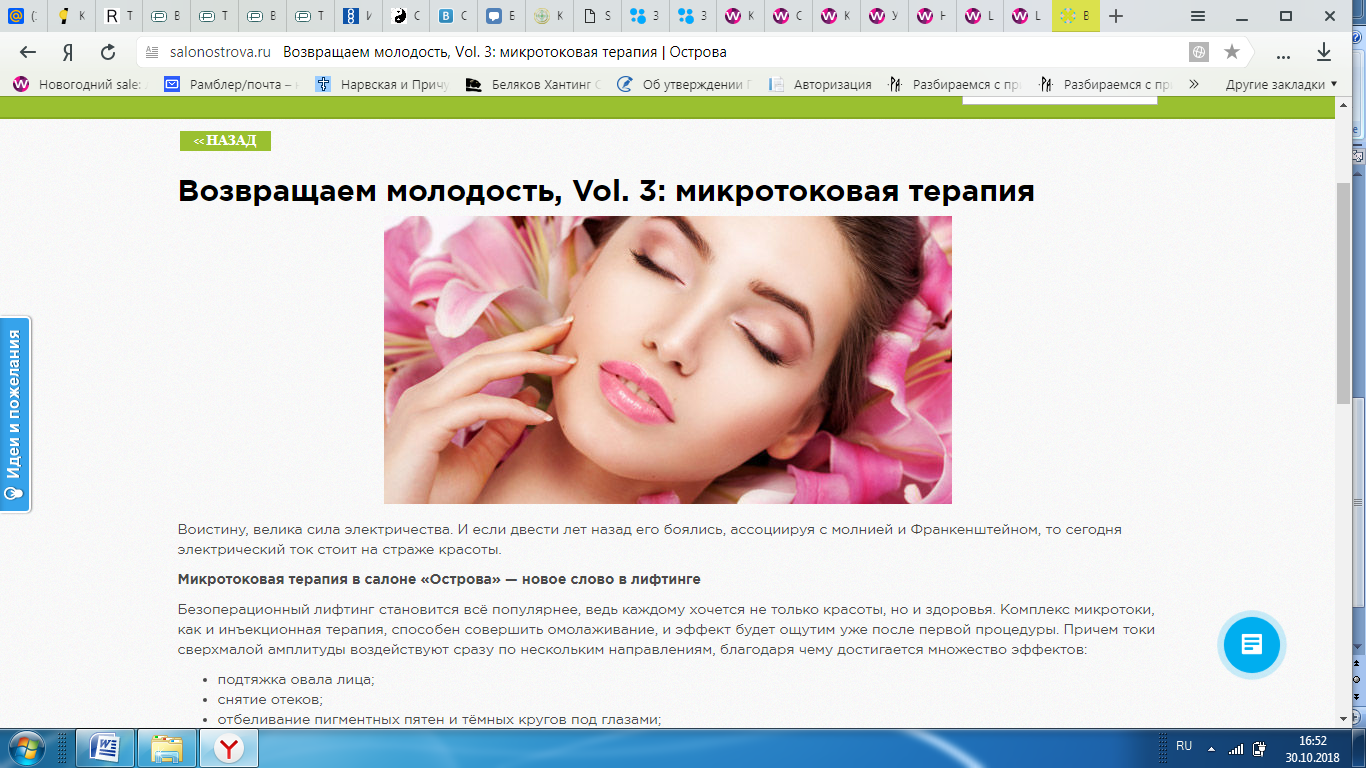 К
Т
В
Т
В
Т
И
С
С
Б
К
S
З
З
К
С
К
У
Н
L
L
В
salonostrova.ru Возвращаем молодость, Vol. 3: микротоковая терапия | Острова
Новогодний sale: Рамблер/почта – Нарвская и Причу Беляков Хантинг С Об утверждении Г Авторизация Разбираемся с пр Разбираемся с пр » Другие закладки
<<НАЗАД
Возвращаем молодость, Vol. 3: микротоковая терапия
Идеи и пожелания
Воистину, велика сила электричества. И если двести лет назад его боялись, ассоциируя с молнией и Франкенштейном, то сегодня
электрический ток стоит на страже красоты.
Микротоковая терапия в салоне «Острова» — новое слово в лифтинге
Безоперационный лифтинг становится всё популярнее, ведь каждому хочется не только красоты, но и здоровья. Комплекс микротоки,
как и инъекционная терапия, способен совершить омолаживание, и эффект будет ощутим уже после первой процедуры. Причем токи
сверхмалой амплитуды воздействуют сразу по нескольким направлениям, благодаря чему достигается множество эффектов:
• подтяжка овала лица;
• снятие отеков;
• отбеливание пигментных пятен и тёмных кругов под глазами;
RU
16:52
30.10.2018